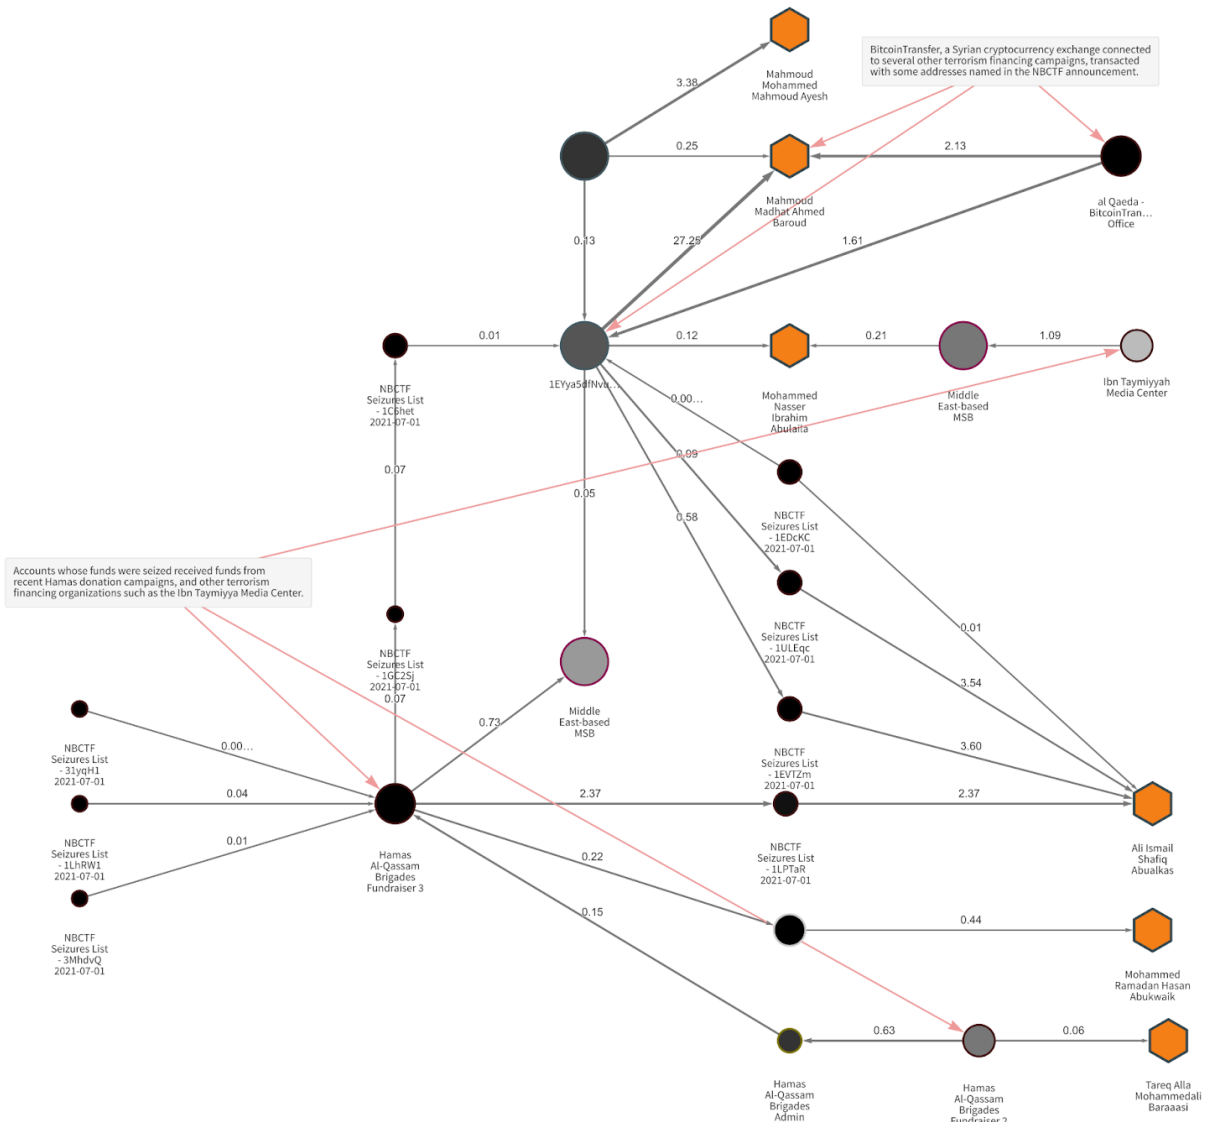 Mahmoud
Mohammed
Mahmoud Ayesh
BitcoinTransfer, a Syrian cryptocurrency exchange connected
to several other terrorism financing campaigns, transacted
with some addresses named in the NBCTF announcement.
3.38
0.25
2.13
Mahmoud
Madhat Ahmed
Baroud
al Qaeda -
BitcoinTran...
Office
0.13
27.25
1.61
0.01
0.12
0.21
1.09
1EYya5dfNvu...
NBCTF
Seizures List
- 1C6het
2021-07-01
Mohammed
Nasser
Ibrahim
Abulaila
Middle
East-based
MSB
Ibn Taymiyyah
Media Center
0.00...
0.09
0.07
0.05
0.58
NBCTF
Seizures List
- 1EDcKC
2021-07-01
Accounts whose funds were seized received funds from
recent Hamas donation campaigns, and other terrorism
financing organizations such as the Ibn Taymiyya Media Center.
NBCTF
Seizures List
- 1ULEqc
2021-07-01
0.01
NBCTF
Seizures List
- 1GC2Sj
2021-07-01
0.07
3.54
Middle
East-based
MSB
0.73
0.00...
3.60
NBCTF
Seizures List
- 31yqH1
2021-07-01
NBCTF
Seizures List
- 1EVTZm
2021-07-01
0.04
2.37
2.37
NBCTF
Seizures List
- 1LhRW1
2021-07-01
0.01
Hamas
Al-Qassam
Brigades
Fundraiser 3
0.22
NBCTF
Seizures List
- 1LPTaR
2021-07-01
Ali Ismail
Shafiq
Abualkas
0.15
0.44
NBCTF
Seizures List
- 3MhdvQ
2021-07-01
Mohammed
Ramadan Hasan
Abukwaik
0.63
0.06
Hamas
Al-Qassam
Brigades
Admin
Hamas
Al-Qassam
Brigades
Fundraiser 2
Tareq Alla
Mohammedali
Baraaasi